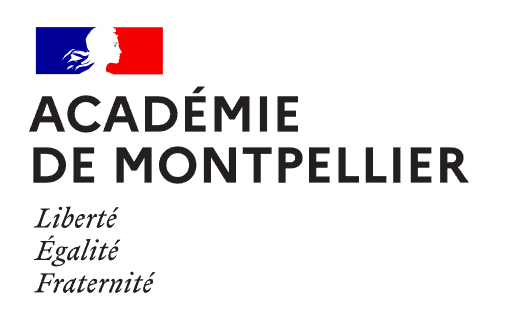 ACADÉMIE
DE MONTPELLIER
Liberté
Égalité
Fraternité